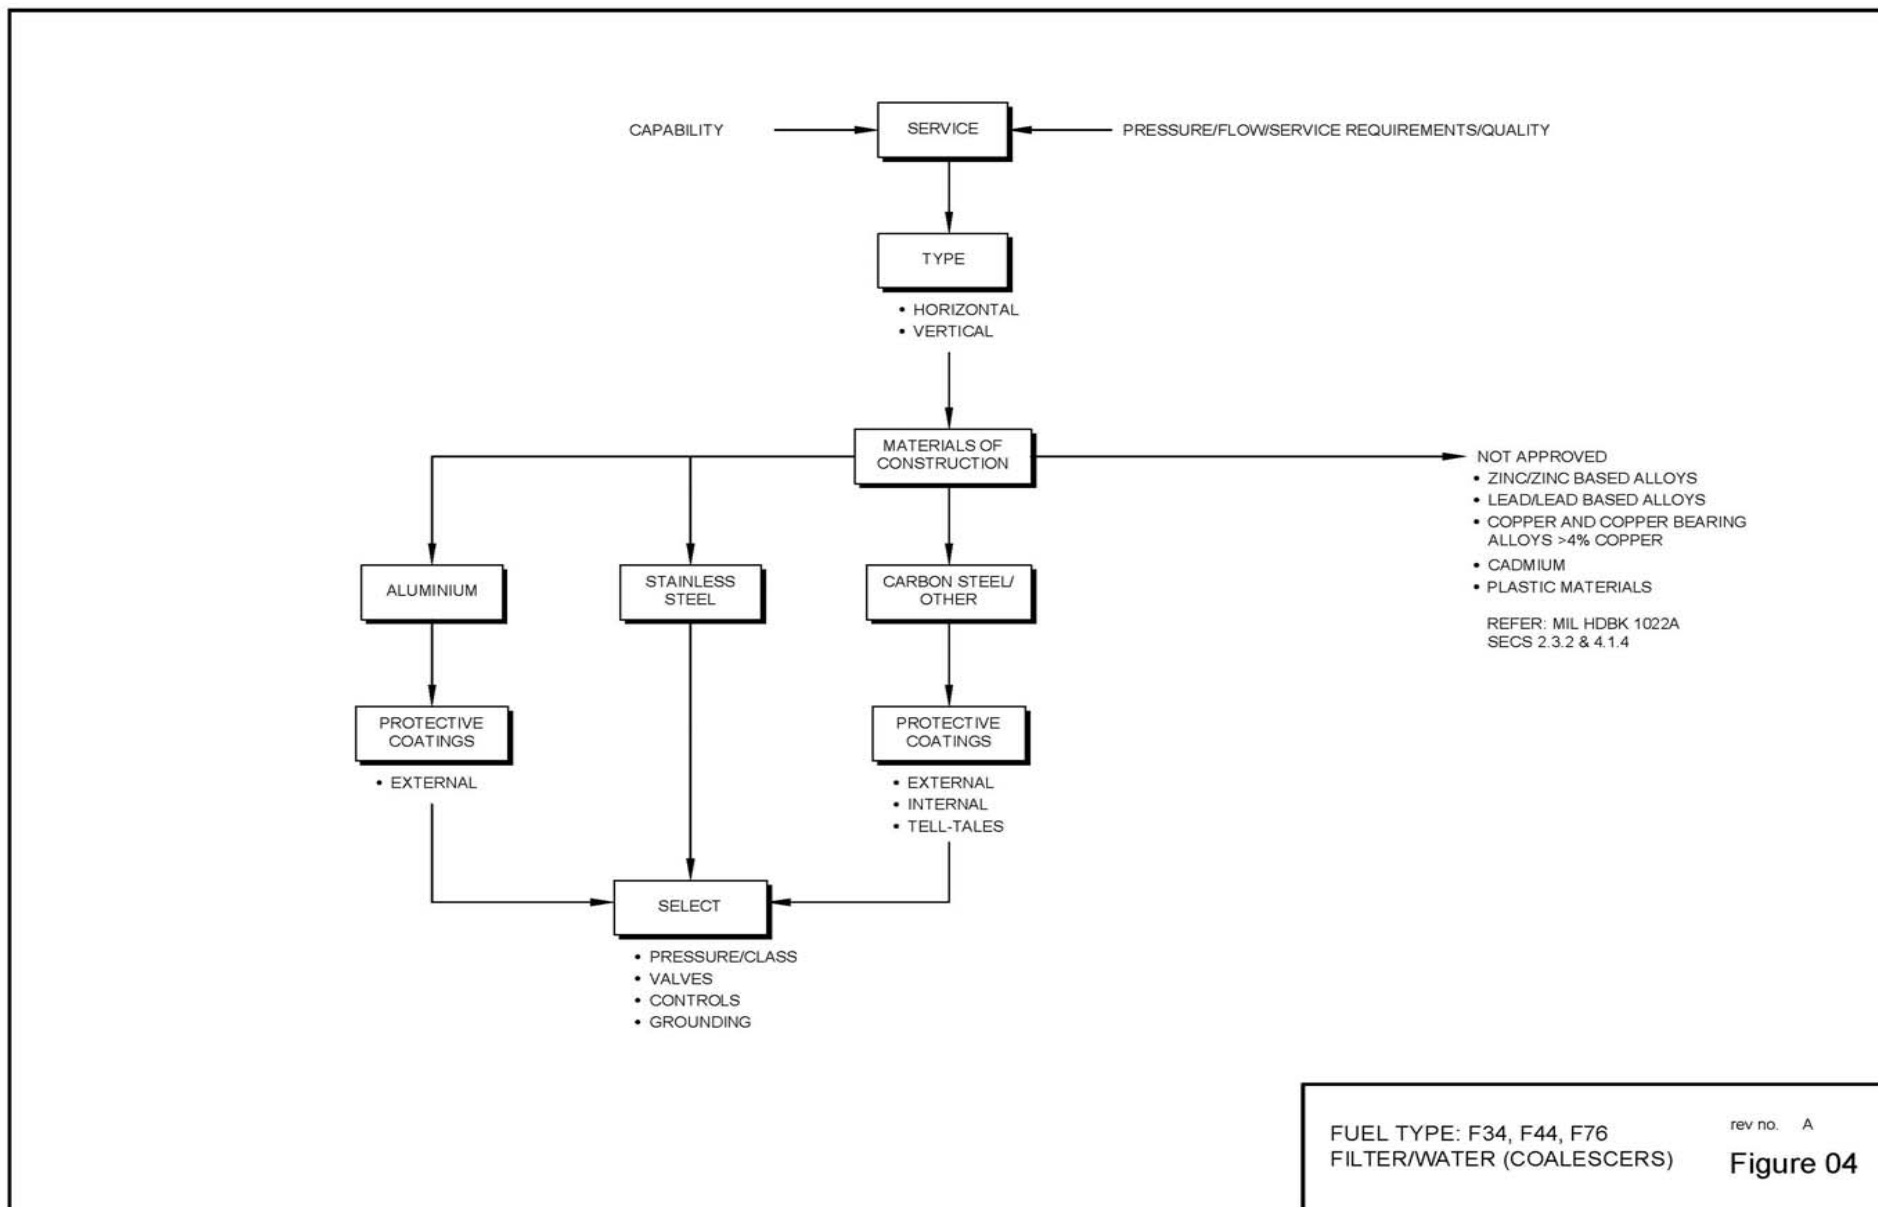 CAPABILITY
SERVICE
PRESSURE/FLOW/SERVICE REQUIREMENTS/QUALITY
TYPE
• HORIZONTAL
• VERTICAL
MATERIALS OF
CONSTRUCTION
NOT APPROVED
• ZINC/ZINC BASED ALLOYS
• LEAD/LEAD BASED ALLOYS
• COPPER AND COPPER BEARING
ALLOYS >4% COPPER
• CADMIUM
• PLASTIC MATERIALS
REFER: MIL HDBK 1022A
SECS 2.3.2 & 4.1.4
ALUMINIUM
STAINLESS
STEEL
CARBON STEEL/
OTHER
PROTECTIVE
COATINGS
• EXTERNAL
PROTECTIVE
COATINGS
• EXTERNAL
• INTERNAL
• TELL-TALES
SELECT
• PRESSURE/CLASS
• VALVES
• CONTROLS
• GROUNDING
FUEL TYPE: F34, F44, F76
FILTER/WATER (COALESCERS)
rev no. A
Figure 04